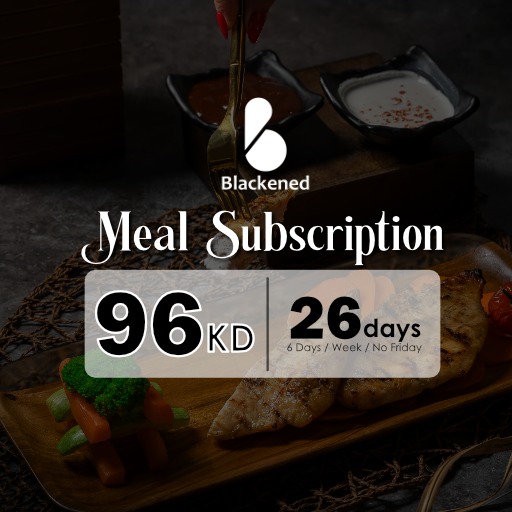 Blackened
Meal Subscription
96KD
26days
6 Days / Week / No Friday